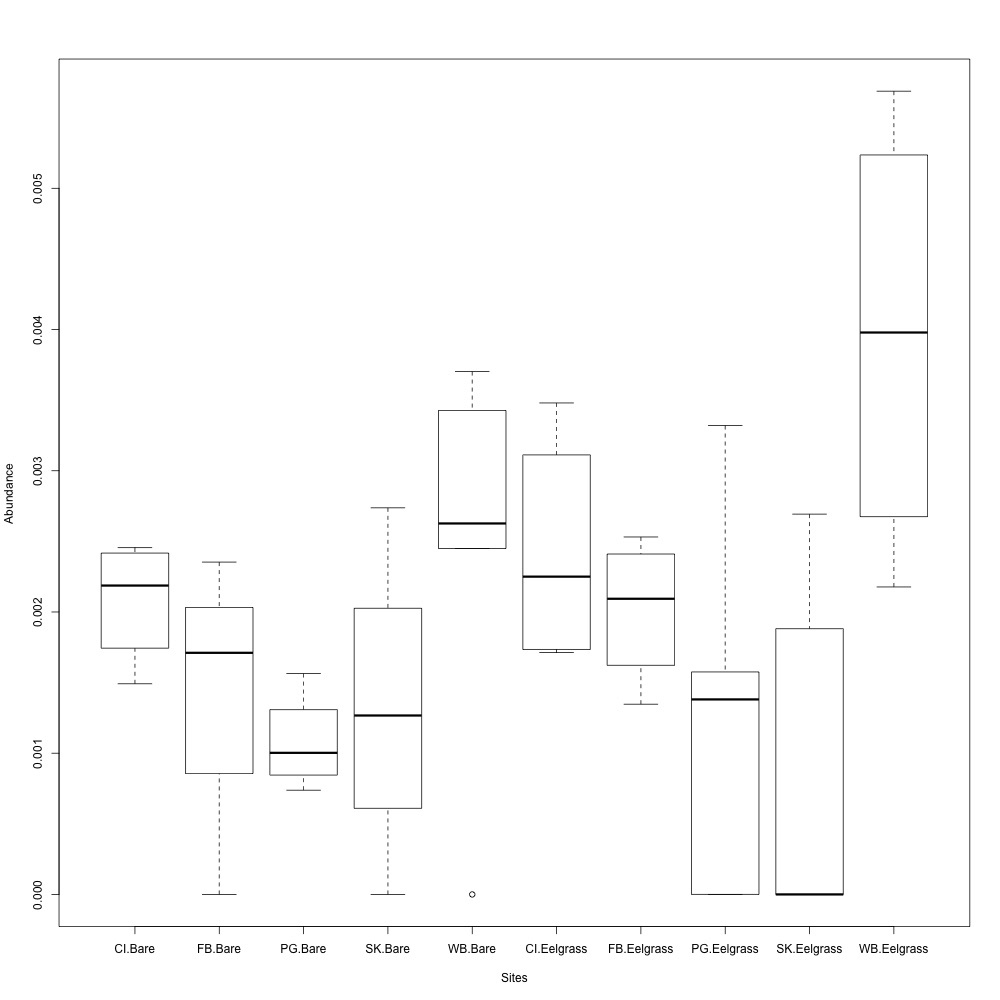 Abundance
0.005
0.004
0.003
0.002
0.001
0.000
CI.Bare FB.Bare PG.Bare SK.Bare WB.Bare CI.Eelgrass FB.Eelgrass PG.Eelgrass SK.Eelgrass WB.Eelgrass
Sites